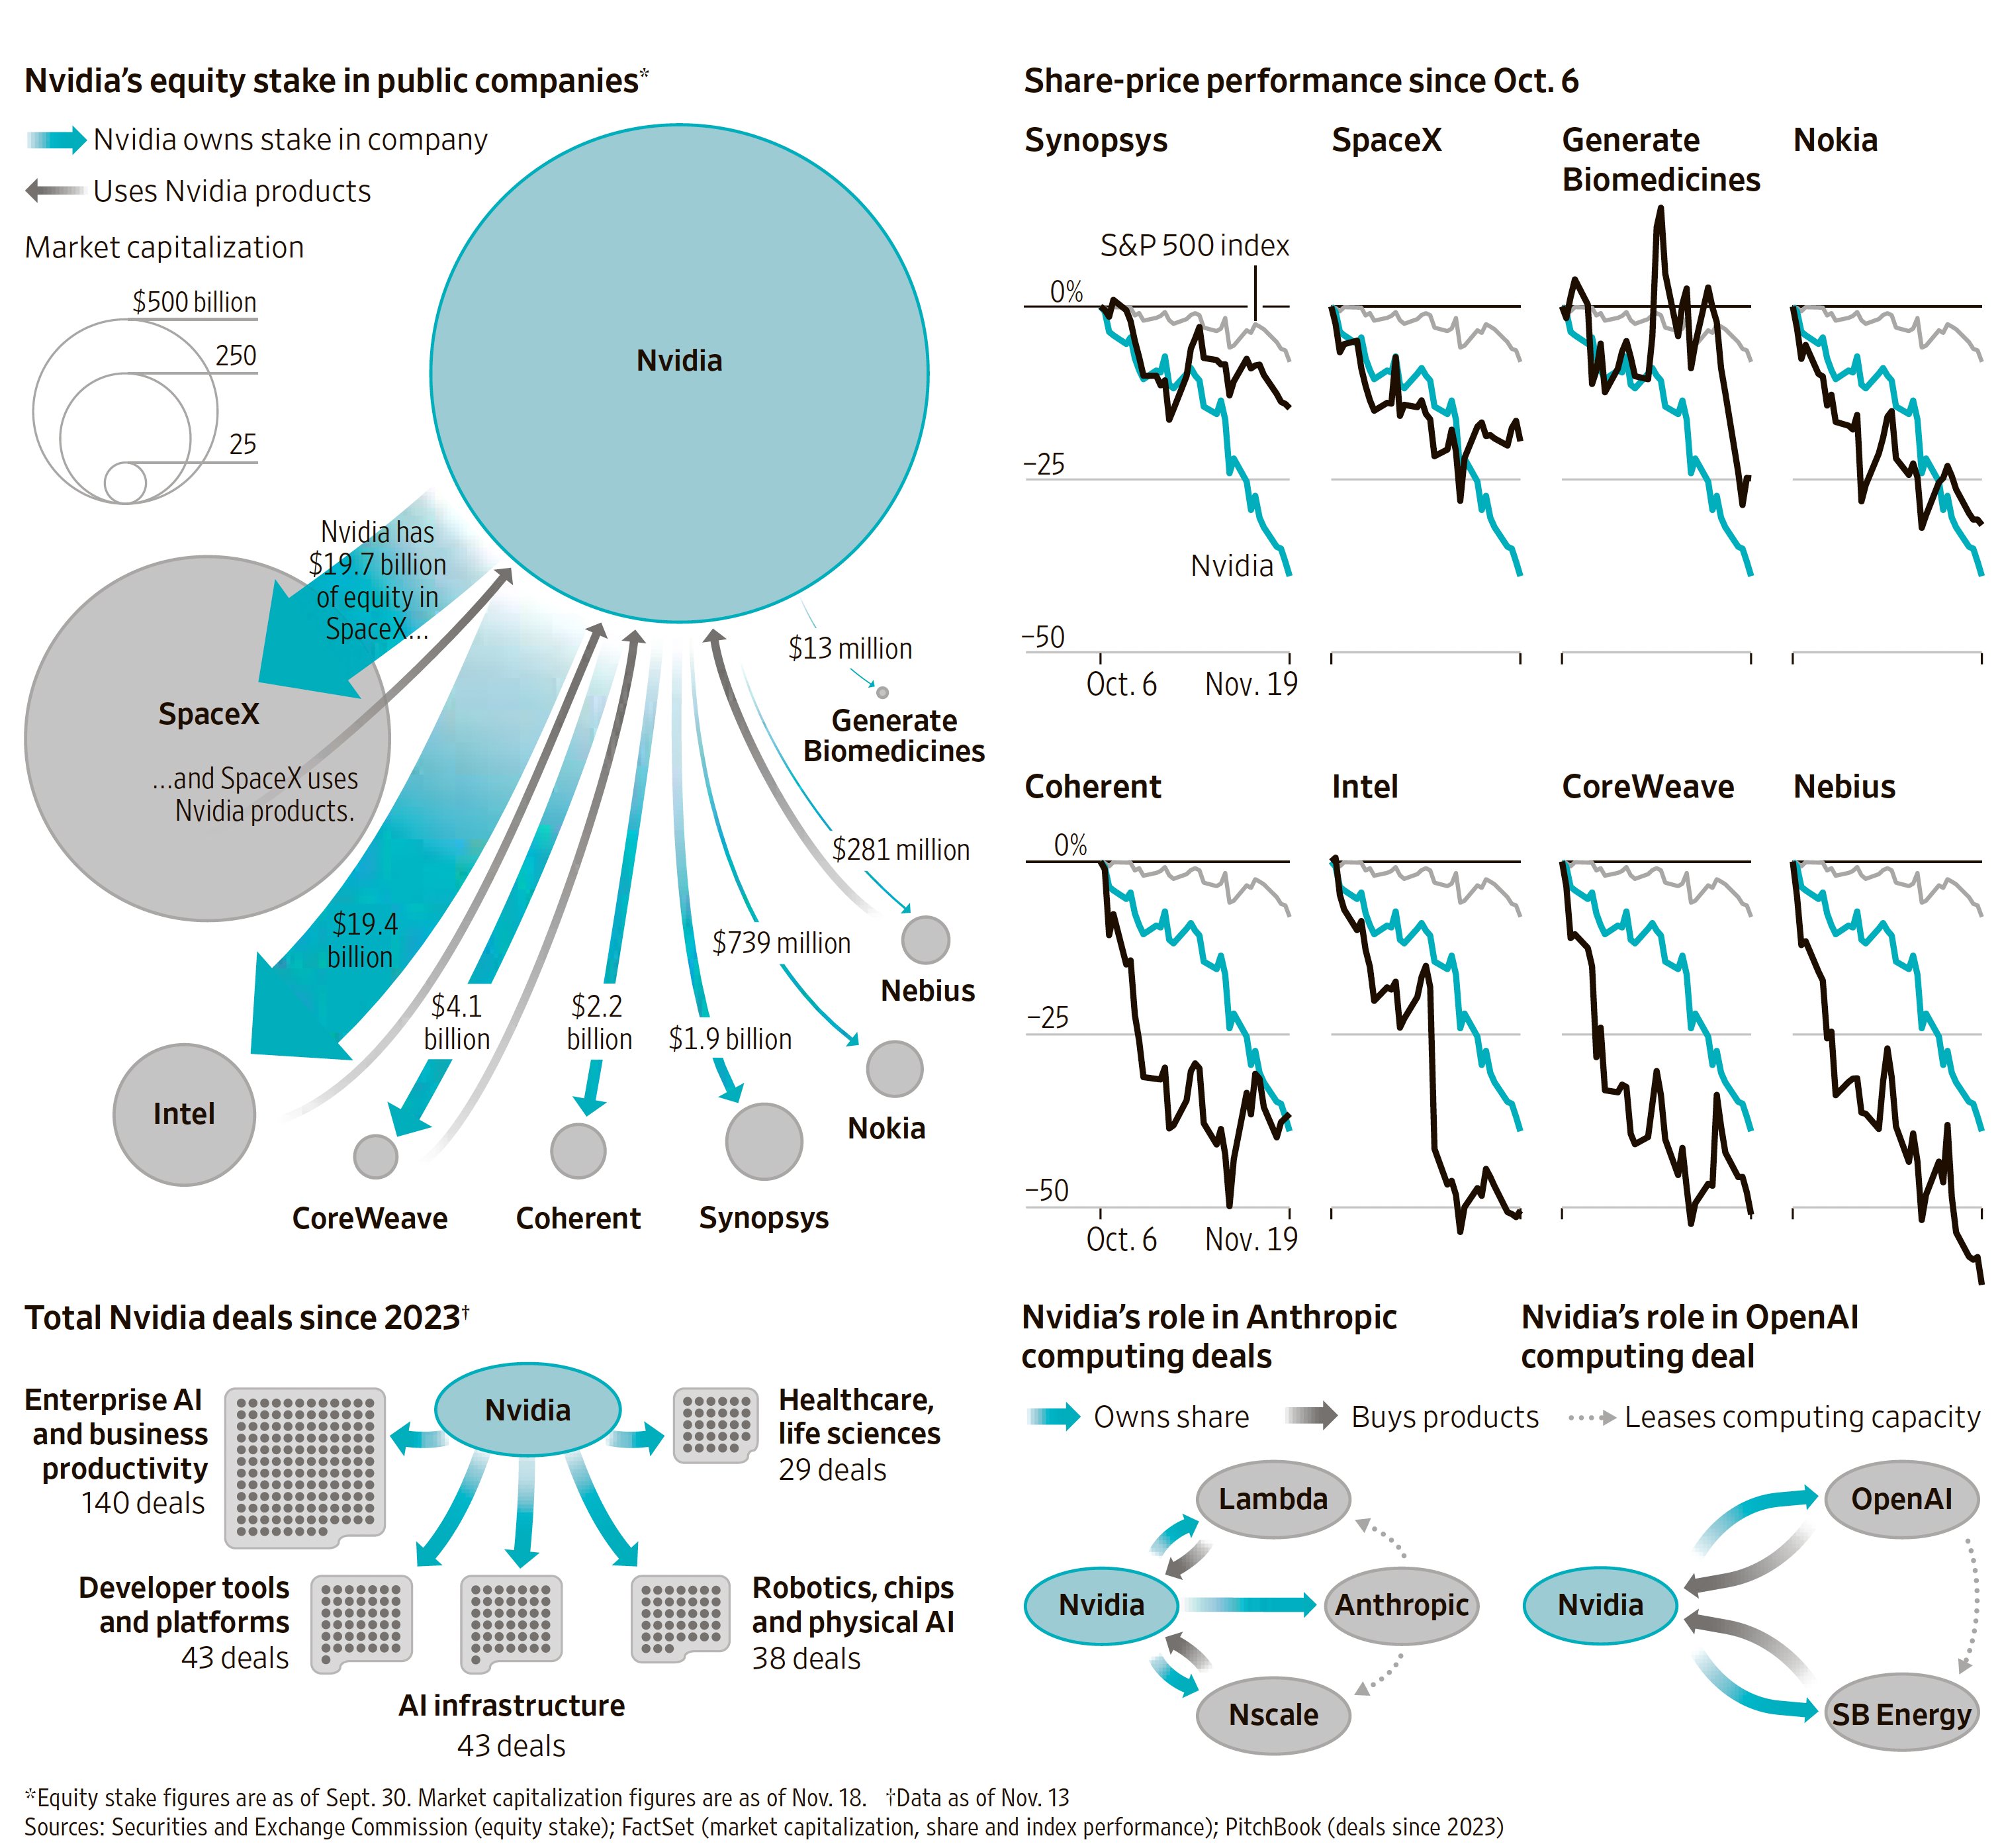 Nvidia's equity stake in public companies*
Nvidia owns stake in company
Uses Nvidia products
Market capitalization
$500 billion
250
25
Nvidia
Nvidia has
$19.7 billion
of equity in
SpaceX...
SpaceX
...and SpaceX uses
Nvidia products.
$13 million
Generate
Biomedicines
$281 million
Nebius
$739 million
Nokia
$19.4
billion
Intel
$4.1
billion
CoreWeave
$2.2
billion
Coherent
$1.9 billion
Synopsys
Share-price performance since Oct. 6
Synopsys
SpaceX
Generate
Biomedicines
Nokia
S&P 500 index
0%
−25
Nvidia
−50
Oct. 6
Nov. 19
Coherent
Intel
CoreWeave
Nebius
0%
−25
−50
Oct. 6
Nov. 19
Total Nvidia deals since 2023†
Nvidia
Enterprise AI
and business
productivity
140 deals
Healthcare,
life sciences
29 deals
Developer tools
and platforms
43 deals
AI infrastructure
43 deals
Robotics, chips
and physical AI
38 deals
Nvidia's role in Anthropic
computing deals
Nvidia's role in OpenAI
computing deal
Owns share
Buys products
Leases computing capacity
Lambda
Nvidia
Anthropic
Nscale
OpenAI
Nvidia
SB Energy
*Equity stake figures are as of Sept. 30. Market capitalization figures are as of Nov. 18. †Data as of Nov. 13
Sources: Securities and Exchange Commission (equity stake); FactSet (market capitalization, share and index performance); PitchBook (deals since 2023)